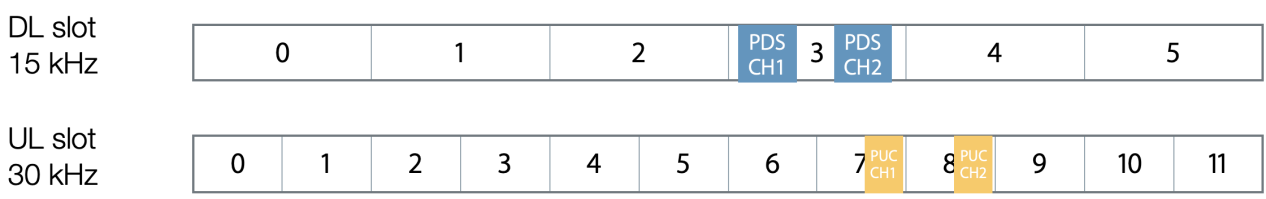 DL slot
15 kHz
0 1 2 PDS CH1 3 PDS CH2 4 5
UL slot
30 kHz
0 1 2 3 4 5 6 7 PUC CH1 8 PUC CH2 9 10 11